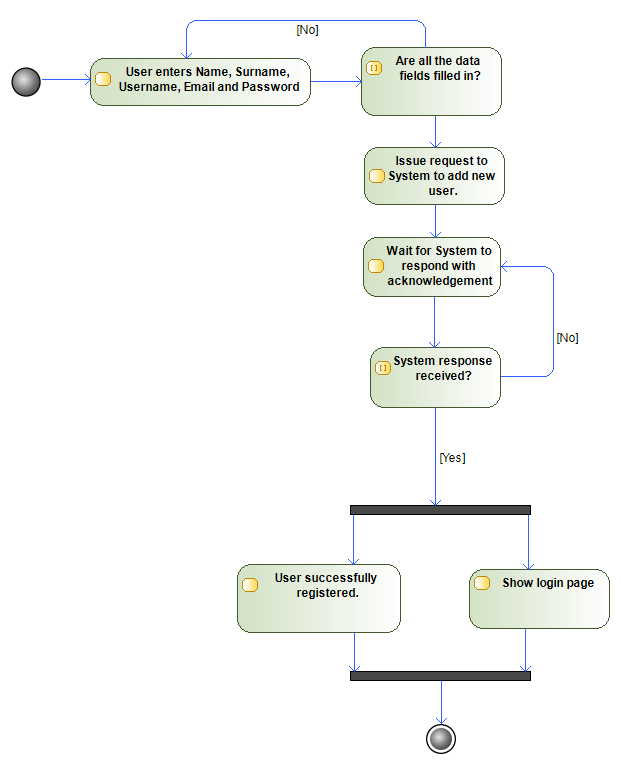 [No]
User enters Name, Surname,
Username, Email and Password
Are all the data
fields filled in?
Issue request to
System to add new
user.
Wait for System to
respond with
acknowledgement
[No]
System response
received?
[Yes]
User successfully
registered.
Show login page